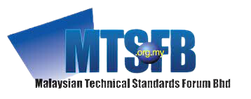 MTSFB
.org.my
Malaysian Technical Standards Forum Bhd